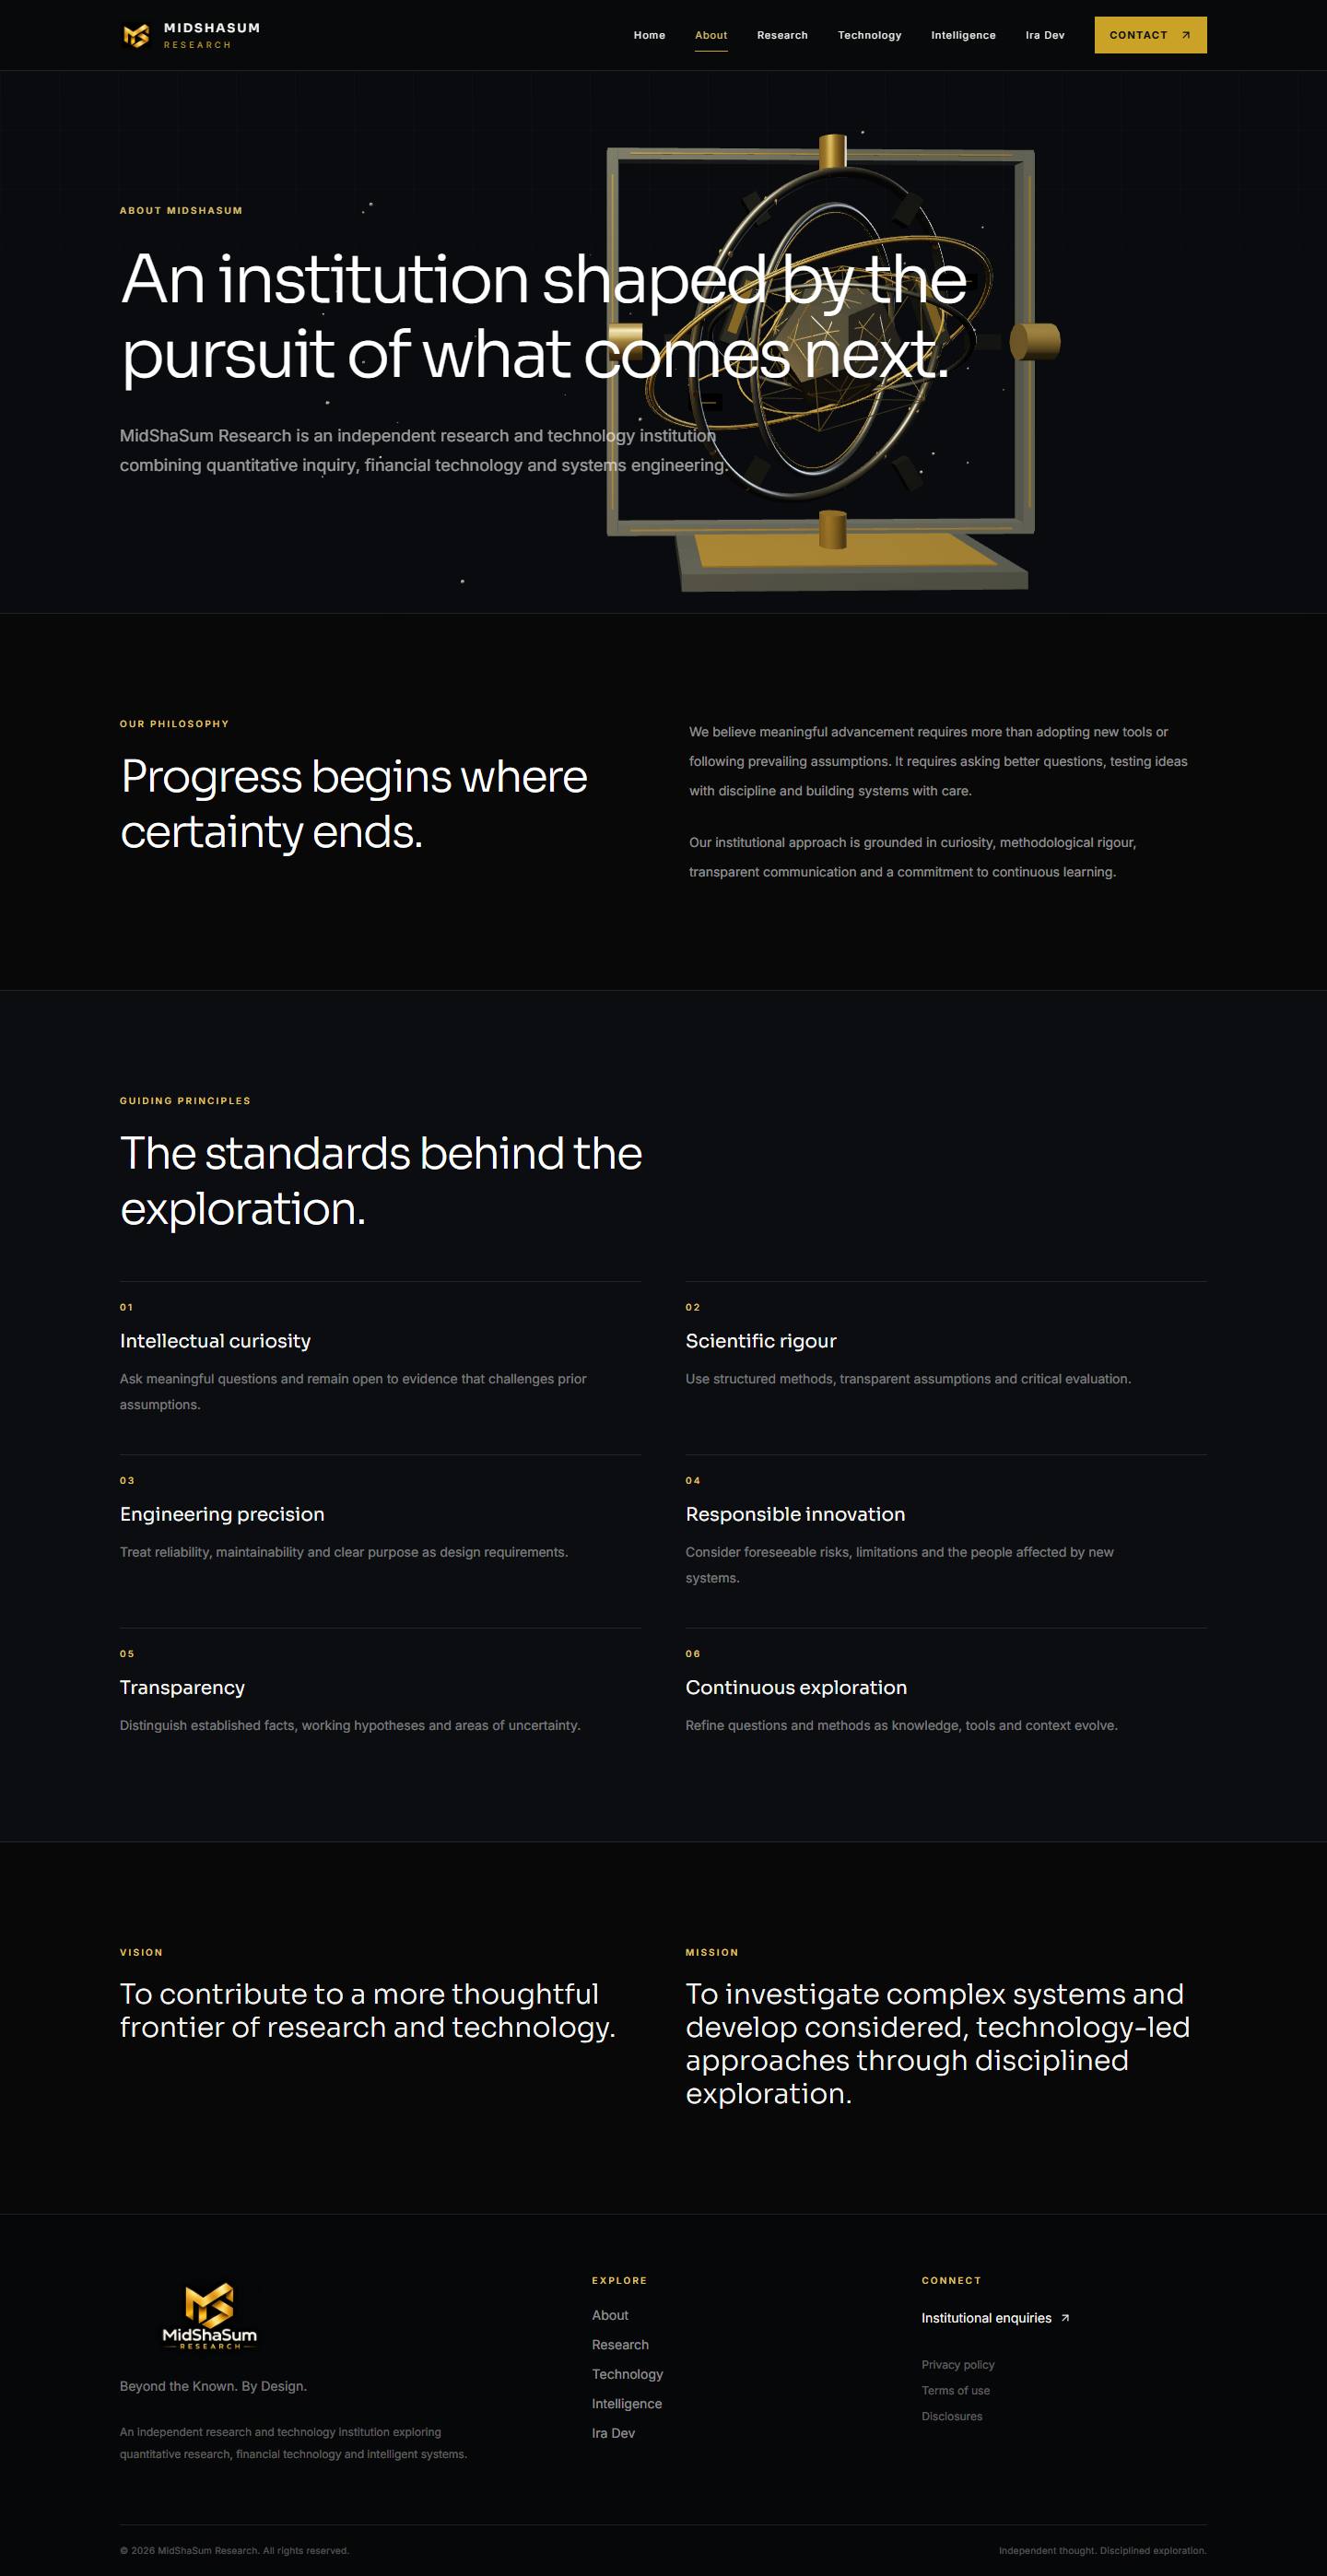 MIDSHASUM
RESEARCH
Home
About
Research
Technology
Intelligence
Ira Dev
CONTACT
ABOUT MIDSHASUM
An institution shaped by the
pursuit of what comes next.
MidShaSum Research is an independent research and technology institution
combining quantitative inquiry, financial technology and systems engineering.
OUR PHILOSOPHY
Progress begins where
certainty ends.
We believe meaningful advancement requires more than adopting new tools or
following prevailing assumptions. It requires asking better questions, testing ideas
with discipline and building systems with care.
Our institutional approach is grounded in curiosity, methodological rigour,
transparent communication and a commitment to continuous learning.
GUIDING PRINCIPLES
The standards behind the
exploration.
01
Intellectual curiosity
Ask meaningful questions and remain open to evidence that challenges prior
assumptions.
02
Scientific rigour
Use structured methods, transparent assumptions and critical evaluation.
03
Engineering precision
Treat reliability, maintainability and clear purpose as design requirements.
04
Responsible innovation
Consider foreseeable risks, limitations and the people affected by new
systems.
05
Transparency
Distinguish established facts, working hypotheses and areas of uncertainty.
06
Continuous exploration
Refine questions and methods as knowledge, tools and context evolve.
VISION
To contribute to a more thoughtful
frontier of research and technology.
MISSION
To investigate complex systems and
develop considered, technology-led
approaches through disciplined
exploration.
MidShaSum
RESEARCH
Beyond the Known. By Design.
An independent research and technology institution exploring
quantitative research, financial technology and intelligent systems.
EXPLORE
About
Research
Technology
Intelligence
Ira Dev
CONNECT
Institutional enquiries
Privacy policy
Terms of use
Disclosures
© 2026 MidShaSum Research. All rights reserved.
Independent thought. Disciplined exploration.